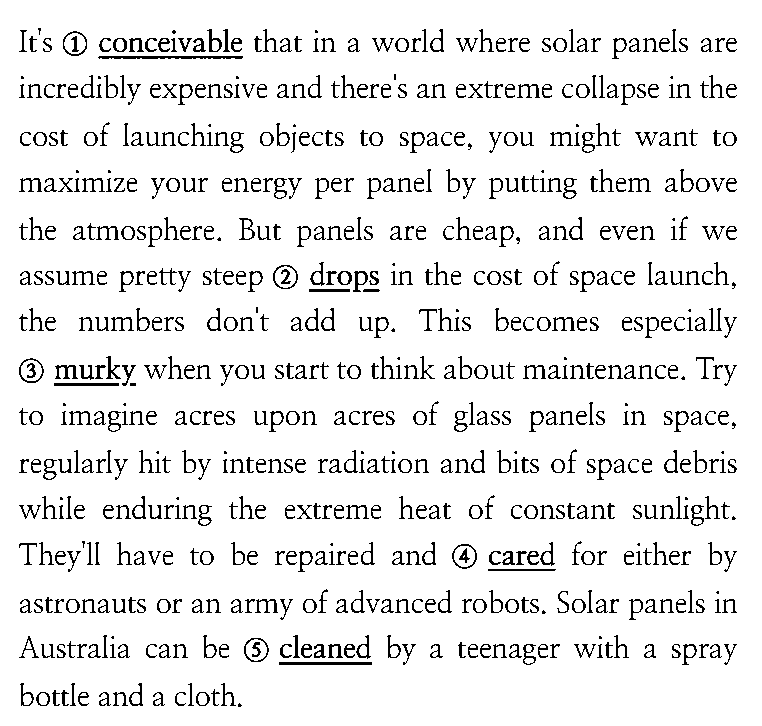 It's ① conceivable that in a world where solar panels are
incredibly expensive and there's an extreme collapse in the
cost of launching objects to space, you might want to
maximize your energy per panel by putting them above
the atmosphere. But panels are cheap, and even if we
assume pretty steep ② drops in the cost of space launch,
the numbers don't add up. This becomes especially
③ murky when you start to think about maintenance. Try
to imagine acres upon acres of glass panels in space,
regularly hit by intense radiation and bits of space debris
while enduring the extreme heat of constant sunlight.
They'll have to be repaired and ④ cared for either by
astronauts or an army of advanced robots. Solar panels in
Australia can be ⑤ cleaned by a teenager with a spray
bottle and a cloth.